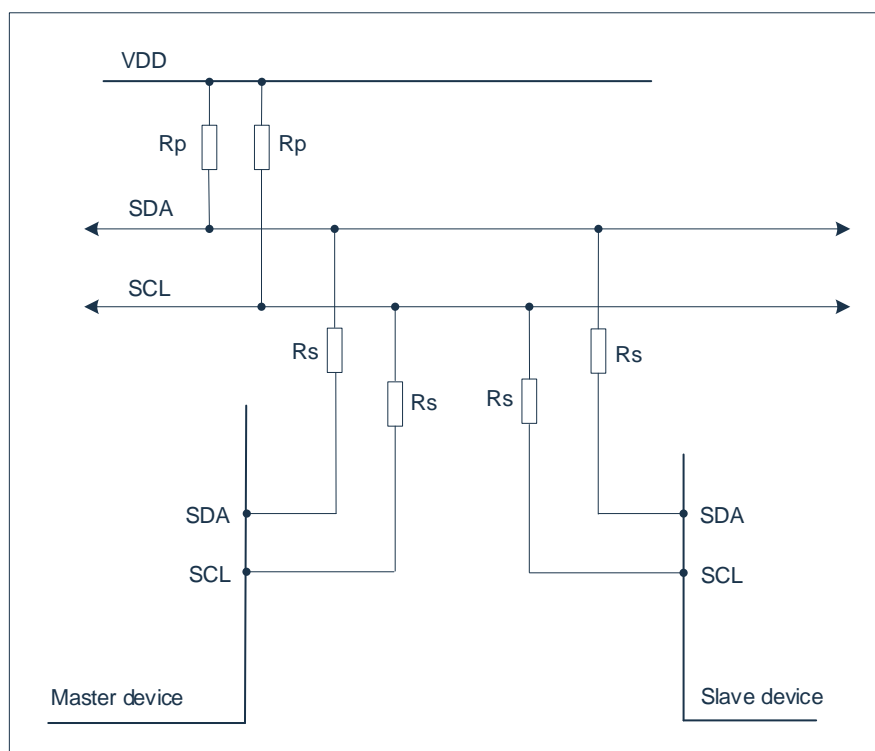 VDD
Rp
Rp
SDA
SCL
Rs
Rs
Rs
Rs
SDA
SDA
SCL
SCL
Master device
Slave device